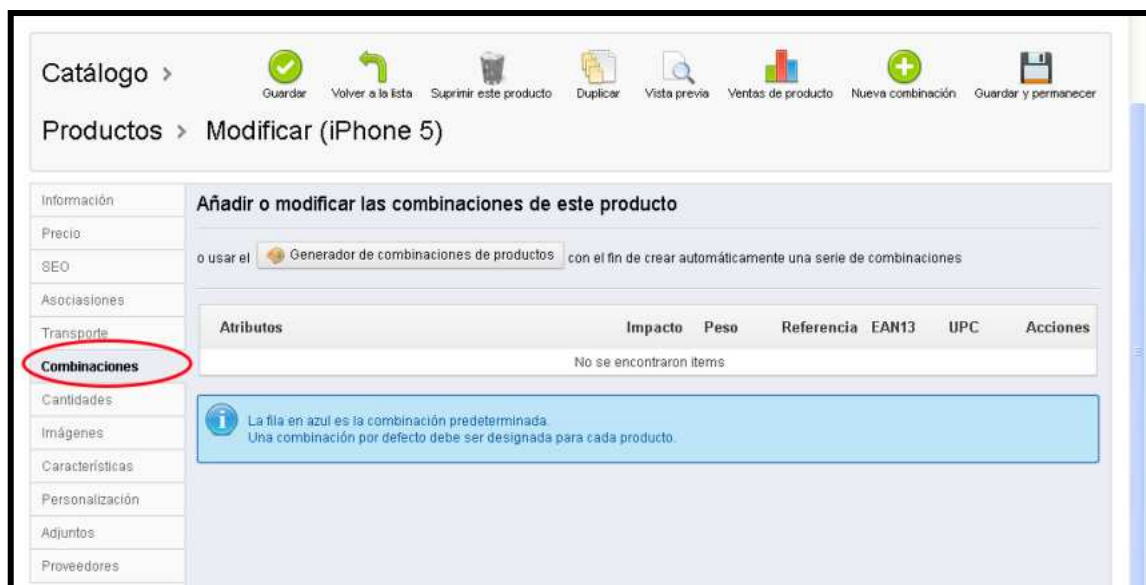 Catálogo >
Guardar Volver a la lista Suprimir este producto Duplicar Vista previa Ventas de producto Nueva combinación Guardar y permanecer
Productos > Modificar (iPhone 5)
Información
Precio
SEO
Asociasiones
Transporte
Combinaciones
Cantidades
Imágenes
Características
Personalización
Adjuntos
Proveedores
Añadir o modificar las combinaciones de este producto
o usar el Generador de combinaciones de productos con el fin de crear automáticamente una serie de combinaciones
Atributos Impacto Peso Referencia EAN13 UPC Acciones
No se encontraron items
La fila en azul es la combinación predeterminada.
Una combinación por defecto debe ser designada para cada producto.